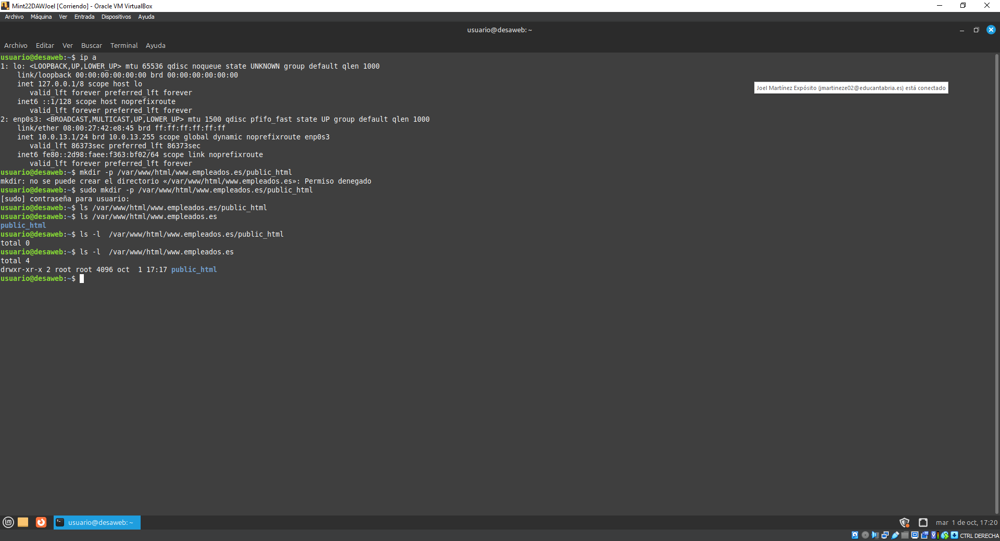 Mint22DAWJoel [Corriendo] - Oracle VM VirtualBox
Archivo Máquina Ver Entrada Dispositivos Ayuda
usuario@desaweb: ~
Archivo Editar Ver Buscar Terminal Ayuda
usuario@desaweb:~$ ip a
1: lo: <LOOPBACK,UP,LOWER_UP> mtu 65536 qdisc noqueue state UNKNOWN group default qlen 1000
    link/loopback 00:00:00:00:00:00 brd 00:00:00:00:00:00
    inet 127.0.0.1/8 scope host lo
       valid_lft forever preferred_lft forever
    inet6 ::1/128 scope host noprefixroute
       valid_lft forever preferred_lft forever
2: enp0s3: <BROADCAST,MULTICAST,UP,LOWER_UP> mtu 1500 qdisc pfifo_fast state UP group default qlen 1000
    link/ether 08:00:27:42:e8:45 brd ff:ff:ff:ff:ff:ff
    inet 10.0.13.1/24 brd 10.0.13.255 scope global dynamic noprefixroute enp0s3
       valid_lft 86373sec preferred_lft 86373sec
    inet6 fe80::2d98:faee:f363:bf02/64 scope link noprefixroute
       valid_lft forever preferred_lft forever
usuario@desaweb:~$ mkdir -p /var/www/html/www.empleados.es/public_html
mkdir: no se puede crear el directorio «/var/www/html/www.empleados.es»: Permiso denegado
usuario@desaweb:~$ sudo mkdir -p /var/www/html/www.empleados.es/public_html
[sudo] contraseña para usuario:
usuario@desaweb:~$ ls /var/www/html/www.empleados.es/public_html
usuario@desaweb:~$ ls /var/www/html/www.empleados.es
public_html
usuario@desaweb:~$ ls -l  /var/www/html/www.empleados.es/public_html
total 0
usuario@desaweb:~$ ls -l  /var/www/html/www.empleados.es
total 4
drwxr-xr-x 2 root root 4096 oct  1 17:17 public_html
usuario@desaweb:~$
Joel Martínez Expósito (jmartineze02@educantabria.es) está conectado
usuario@desaweb: ~
mar 1 de oct, 17:20
CTRL DERECHA